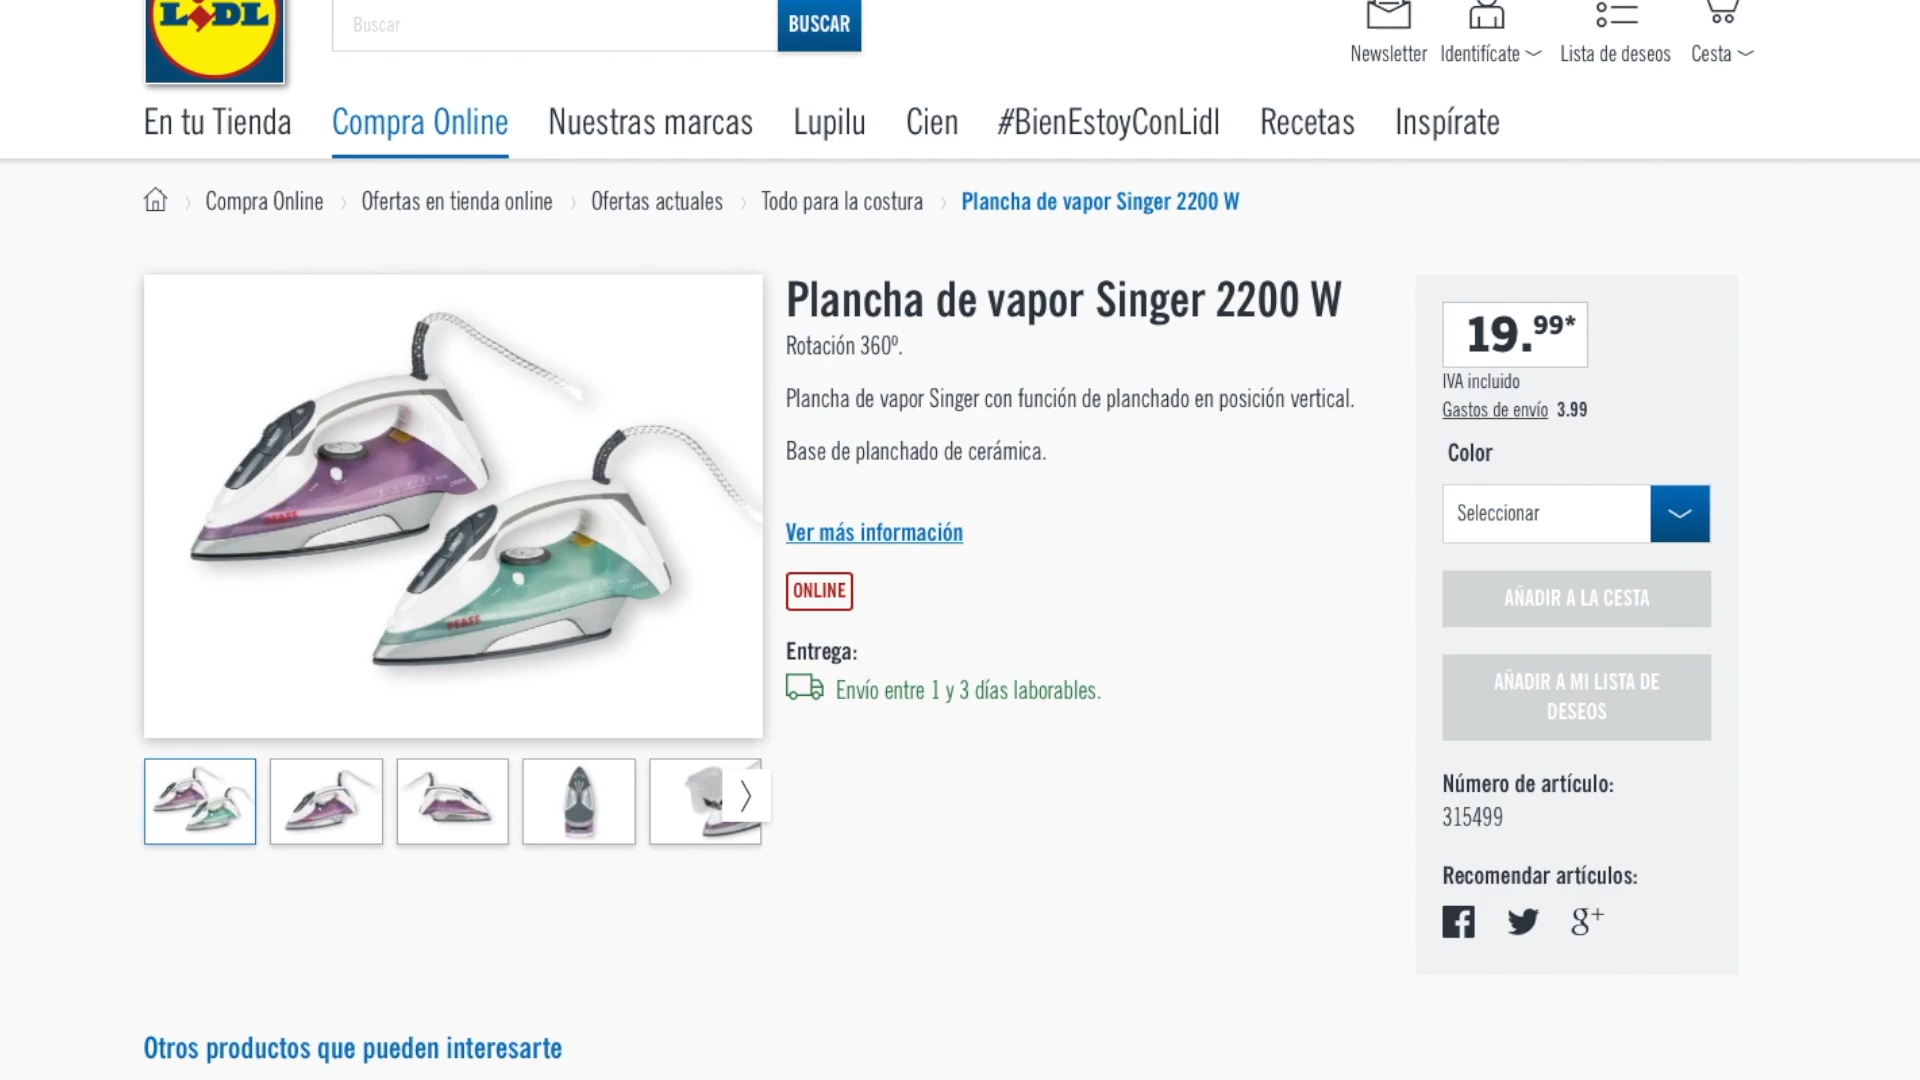 LIDL
Buscar
BUSCAR
Newsletter
Identifícate
Lista de deseos
Cesta
En tu Tienda
Compra Online
Nuestras marcas
Lupilu
Cien
#BienEstoyConLidl
Recetas
Inspírate
Compra Online
Ofertas en tienda online
Ofertas actuales
Todo para la costura
Plancha de vapor Singer 2200 W
PFAFF
PFAFF
Plancha de vapor Singer 2200 W
Rotación 360º.
Plancha de vapor Singer con función de planchado en posición vertical.
Base de planchado de cerámica.
Ver más información
ONLINE
Entrega:
Envío entre 1 y 3 días laborables.
19.99*
IVA incluido
Gastos de envío 3.99
Color
Seleccionar
AÑADIR A LA CESTA
AÑADIR A MI LISTA DE
DESEOS
Número de artículo:
315499
Recomendar artículos:
g+
Otros productos que pueden interesarte